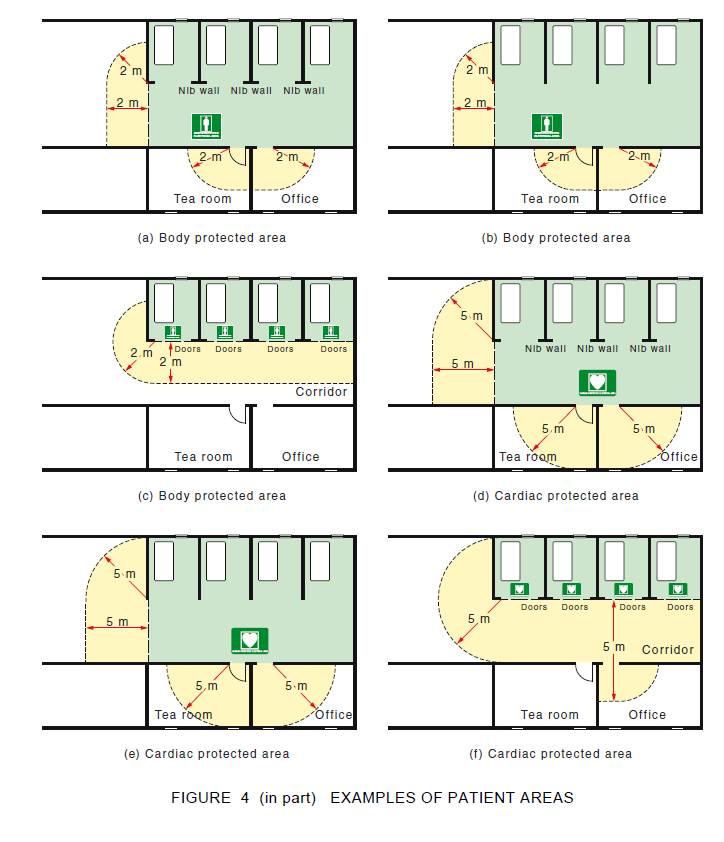 2 m
2 m
Nib wall Nib wall Nib wall
2 m 2 m
Tea room Office
(a) Body protected area
2 m
2 m
2 m 2 m
Tea room Office
(b) Body protected area
2 m
2 m
Doors Doors Doors Doors
Corridor
Tea room Office
(c) Body protected area
5 m
5 m
Nib wall Nib wall Nib wall
5 m 5 m
Tea room Office
(d) Cardiac protected area
5 m
5 m
5 m 5 m
Tea room Office
(e) Cardiac protected area
5 m
5 m
Doors Doors Doors Doors
Corridor
Tea room Office
(f) Cardiac protected area
FIGURE 4 (in part) EXAMPLES OF PATIENT AREAS